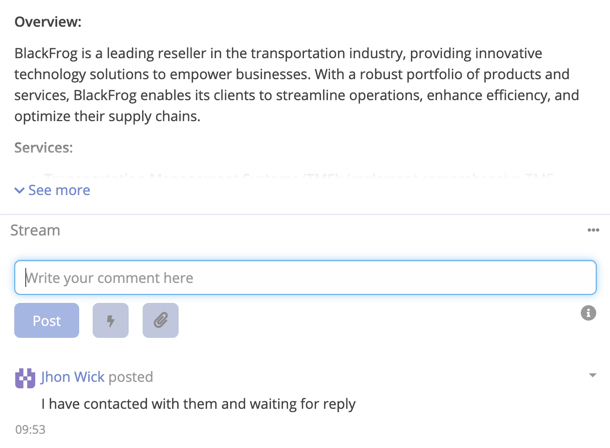 Overview:
BlackFrog is a leading reseller in the transportation industry, providing innovative
technology solutions to empower businesses. With a robust portfolio of products and
services, BlackFrog enables its clients to streamline operations, enhance efficiency, and
optimize their supply chains.
Services:
See more
Stream
Write your comment here
Post
Jhon Wick posted
I have contacted with them and waiting for reply
09:53